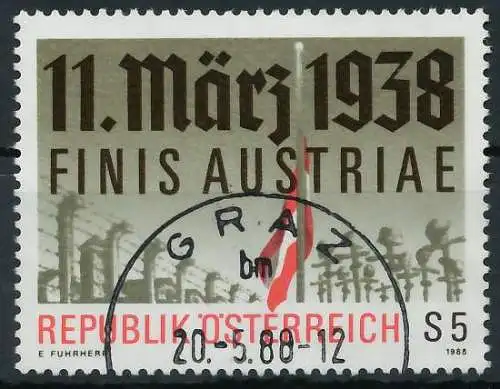 11. März 1938
FINIS AUSTRIAE
GRAZ
bm
REPUBLIK ÖSTERREICH S5
E FUHRHERR 1988
20.-5.88-12